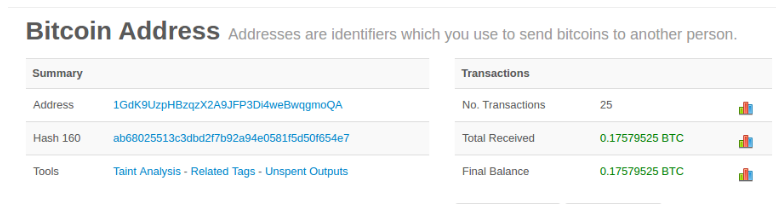 Bitcoin Address Addresses are identifiers which you use to send bitcoins to another person.
Summary
Address 1GdK9UzpHBzqzX2A9JFP3Di4weBwqgmoQA
Hash 160 ab68025513c3dbd2f7b92a94e0581f5d50f654e7
Tools Taint Analysis - Related Tags - Unspent Outputs
Transactions
No. Transactions 25
Total Received 0.17579525 BTC
Final Balance 0.17579525 BTC